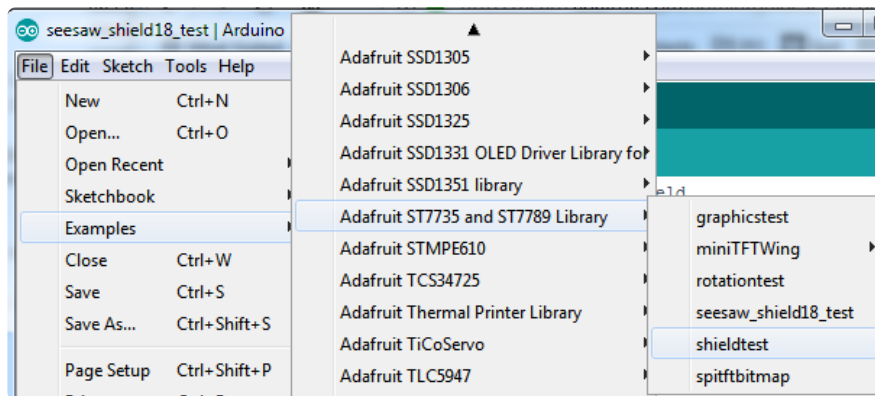 seesaw_shield18_test | Arduino
File Edit Sketch Tools Help
New Ctrl+N
Open... Ctrl+O
Open Recent
Sketchbook
Examples
Close Ctrl+W
Save Ctrl+S
Save As... Ctrl+Shift+S
Page Setup Ctrl+Shift+P
Adafruit SSD1305
Adafruit SSD1306
Adafruit SSD1325
Adafruit SSD1331 OLED Driver Library for
Adafruit SSD1351 library
Adafruit ST7735 and ST7789 Library
Adafruit STMPE610
Adafruit TCS34725
Adafruit Thermal Printer Library
Adafruit TiCoServo
Adafruit TLC5947
graphicstest
miniTFTWing
rotationtest
seesaw_shield18_test
shieldtest
spitftbitmap